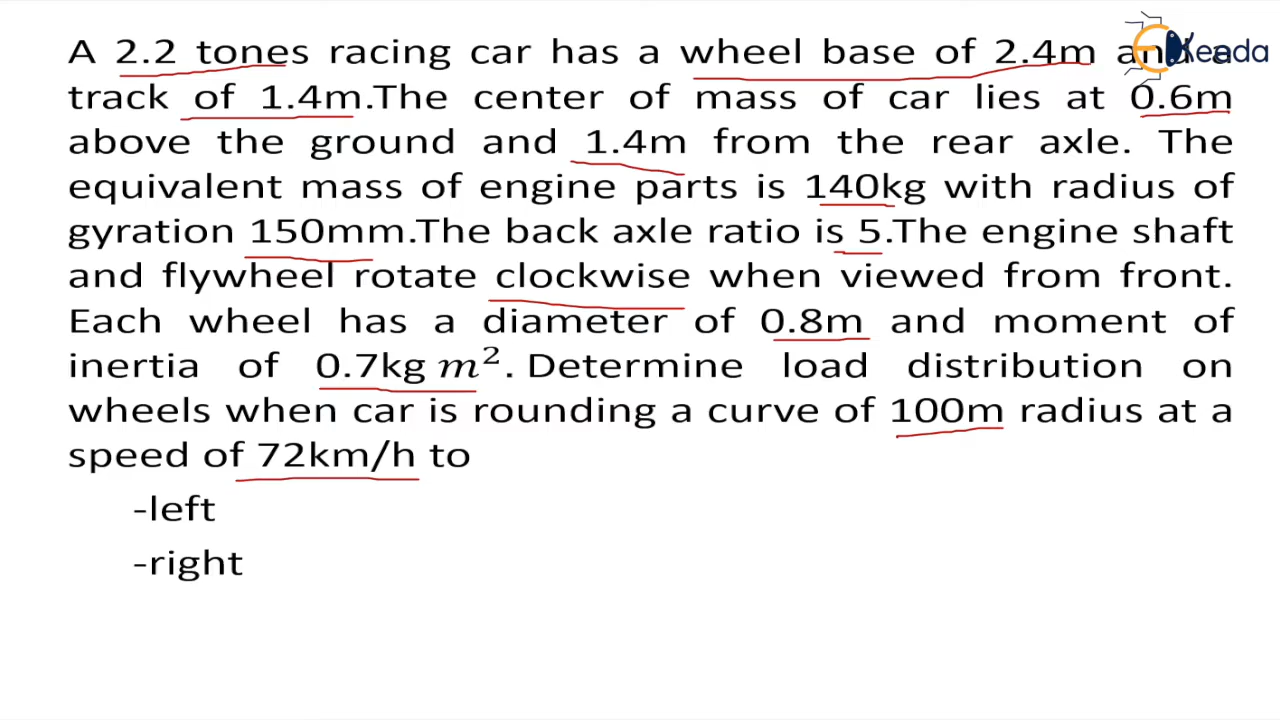 A 2.2 tones racing car has a wheel base of 2.4m and a
track of 1.4m.The center of mass of car lies at 0.6m
above the ground and 1.4m from the rear axle. The
equivalent mass of engine parts is 140kg with radius of
gyration 150mm.The back axle ratio is 5.The engine shaft
and flywheel rotate clockwise when viewed from front.
Each wheel has a diameter of 0.8m and moment of
inertia of 0.7kg m². Determine load distribution on
wheels when car is rounding a curve of 100m radius at a
speed of 72km/h to
-left
-right
Ekeeda